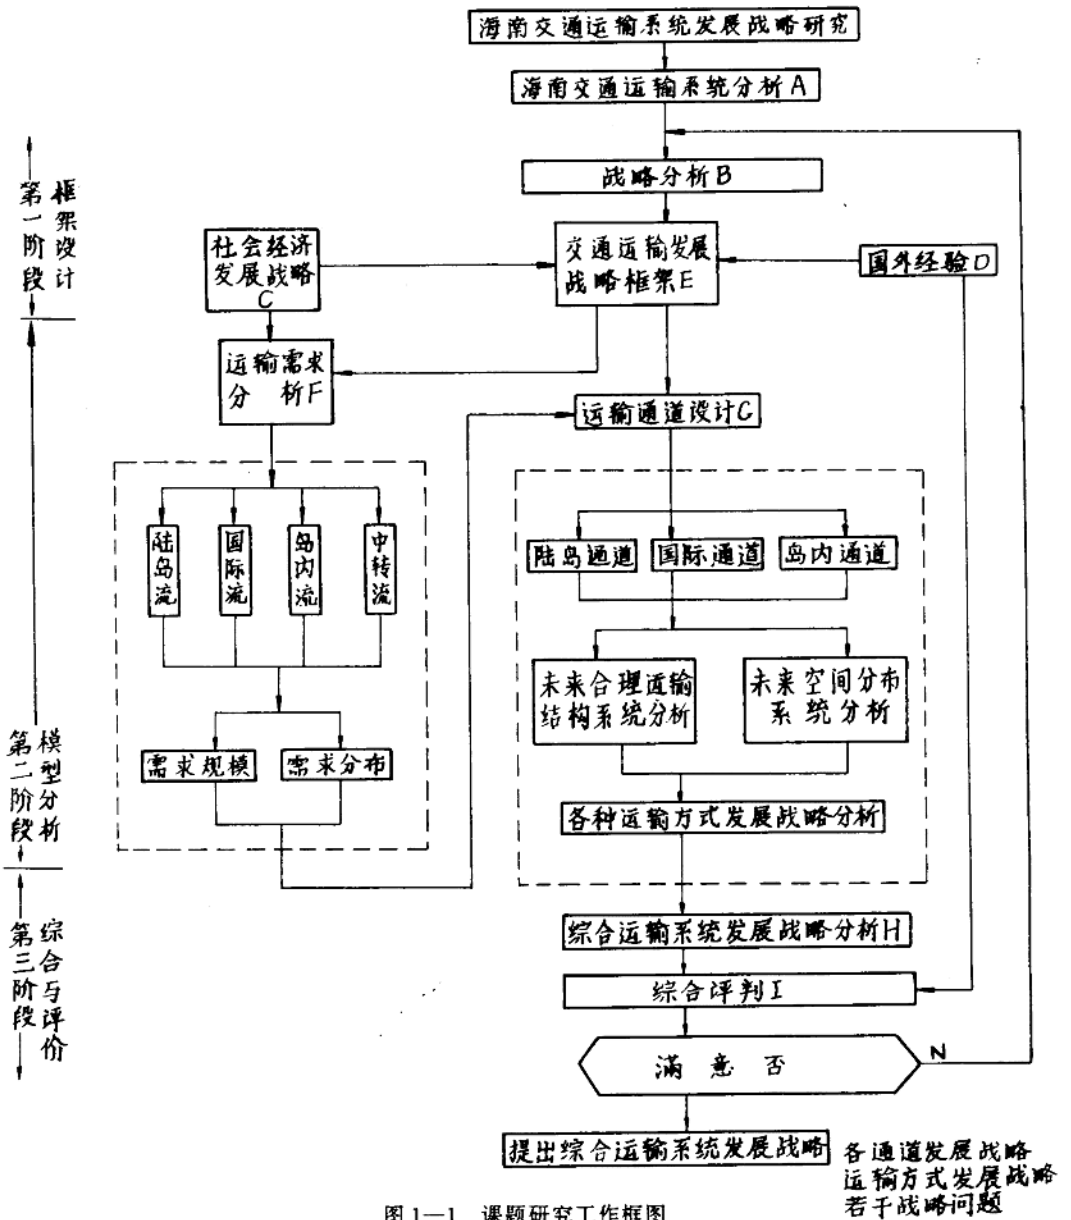 海南交通运输系统发展战略研究
海南交通运输系统分析A
战略分析B
第一阶段
框架设计
社会经济
发展战略
C
交通运输发展
战略框架E
国外经验D
运输需求
分 析F
运输通道设计G
陆岛流
国际流
岛内流
中转流
陆岛通道
国际通道
岛内通道
未来合理运输
结构系统分析
未来空间分布
系统分析
第二阶段
模型分析
需求规模
需求分布
各种运输方式发展战略分析
第三阶段
综合与评价
综合运输系统发展战略分析H
综合评判I
满 意 否
N
提出综合运输系统发展战略
各通道发展战略
运输方式发展战略
若干战略问题
图1—1 课题研究工作框图